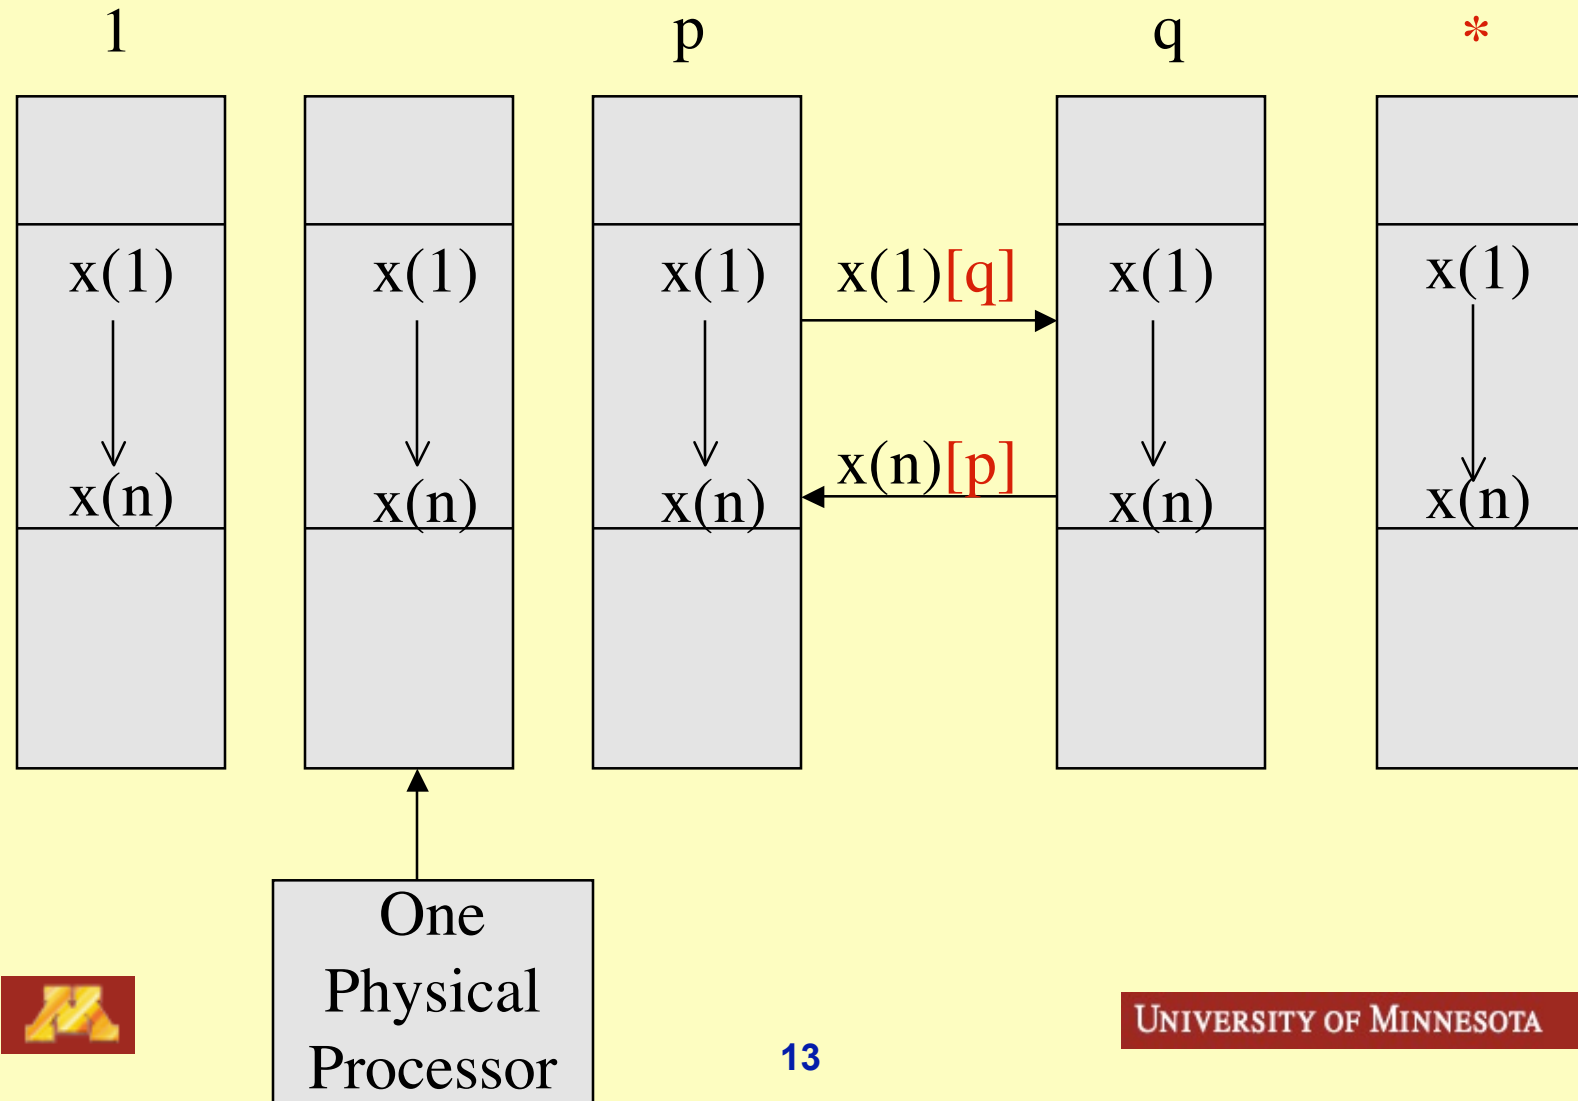 1 p q *
x(1) x(1) x(1) x(1)[q] x(1) x(1)
x(n) x(n) x(n) x(n)[p] x(n) x(n)
One
Physical
Processor
M
UNIVERSITY OF MINNESOTA
13